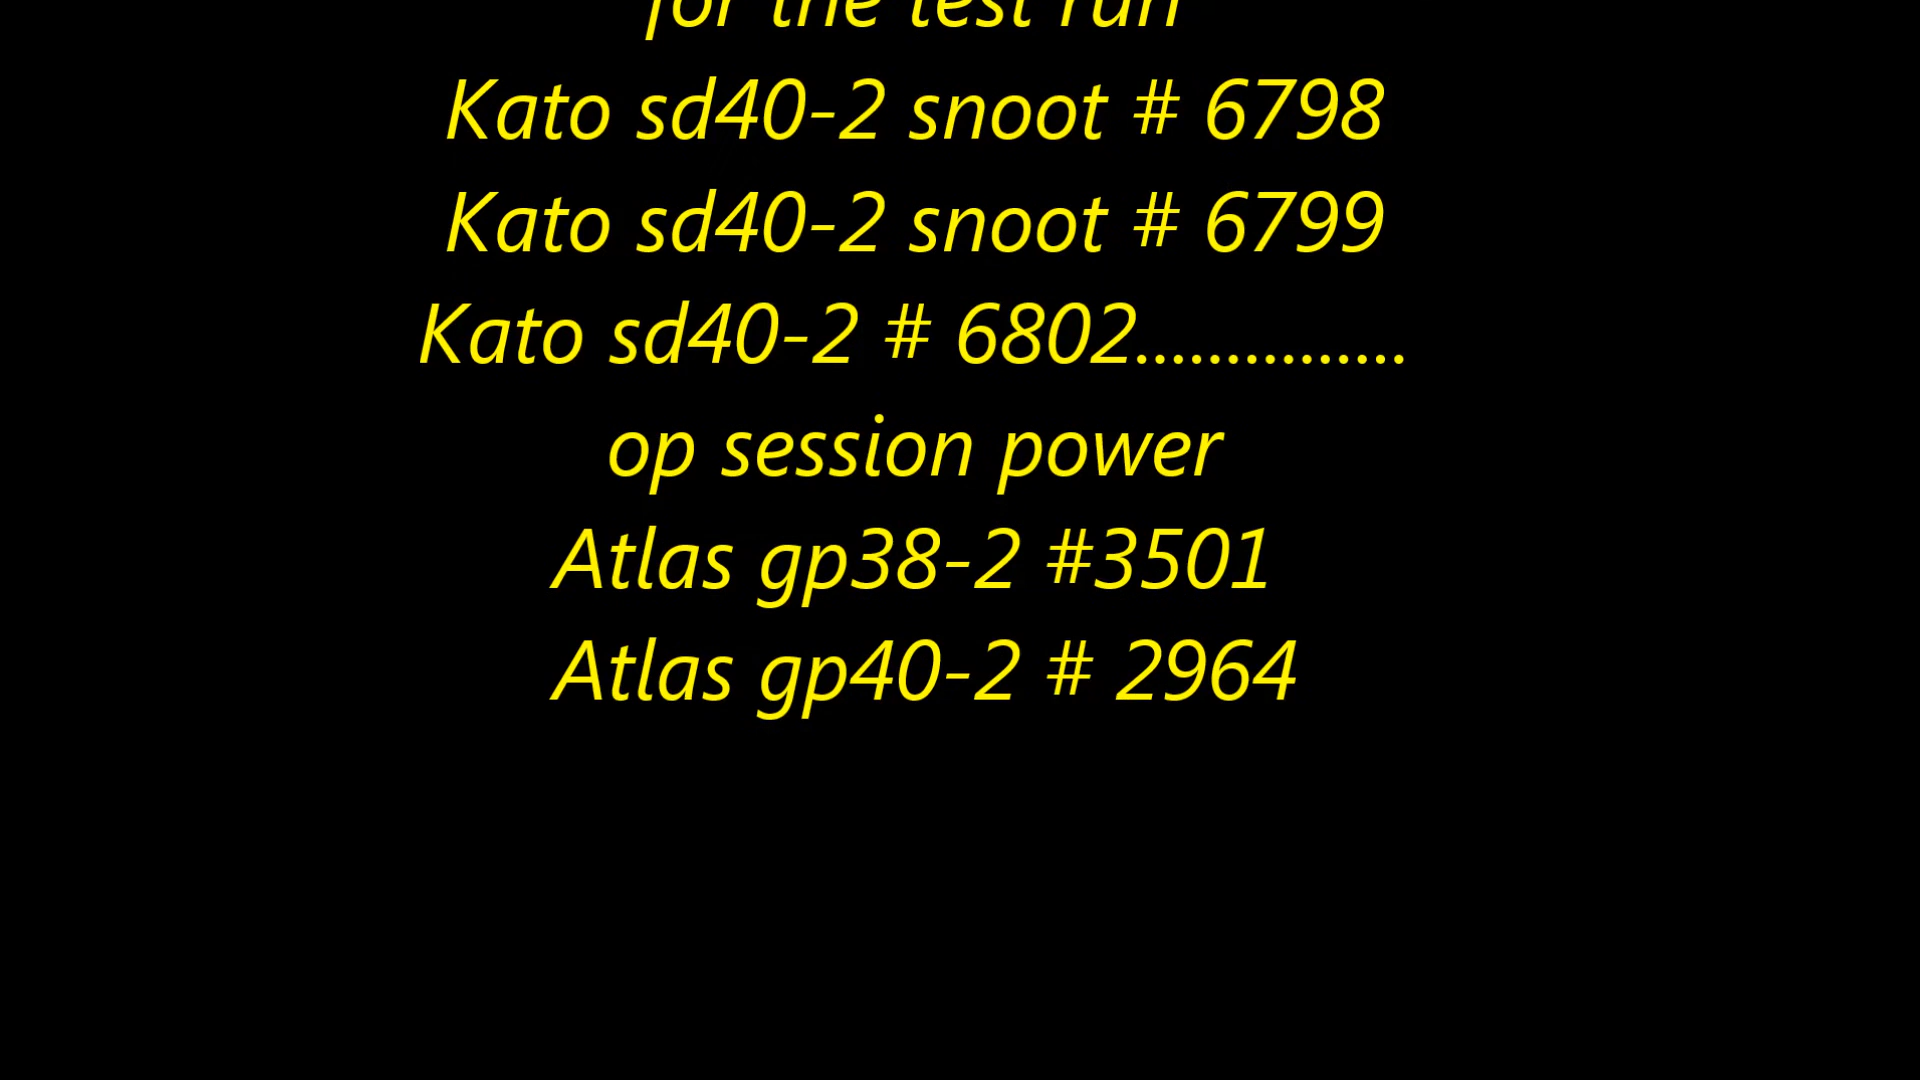 for the test run
Kato sd40-2 snoot # 6798
Kato sd40-2 snoot # 6799
Kato sd40-2 # 6802...............
op session power
Atlas gp38-2 #3501
Atlas gp40-2 # 2964